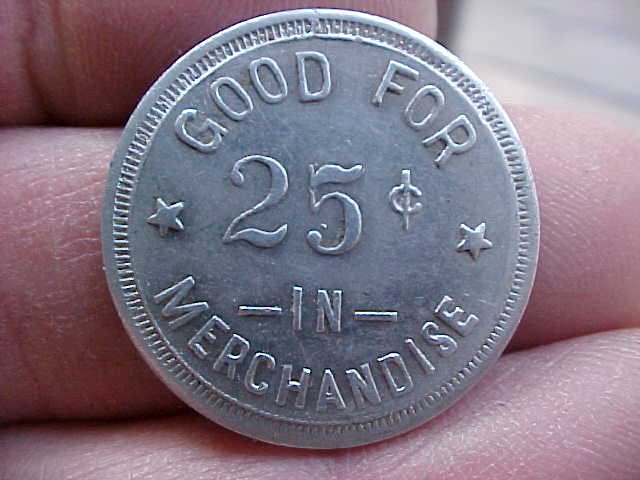 GOOD FOR
25¢
— IN —
MERCHANDISE